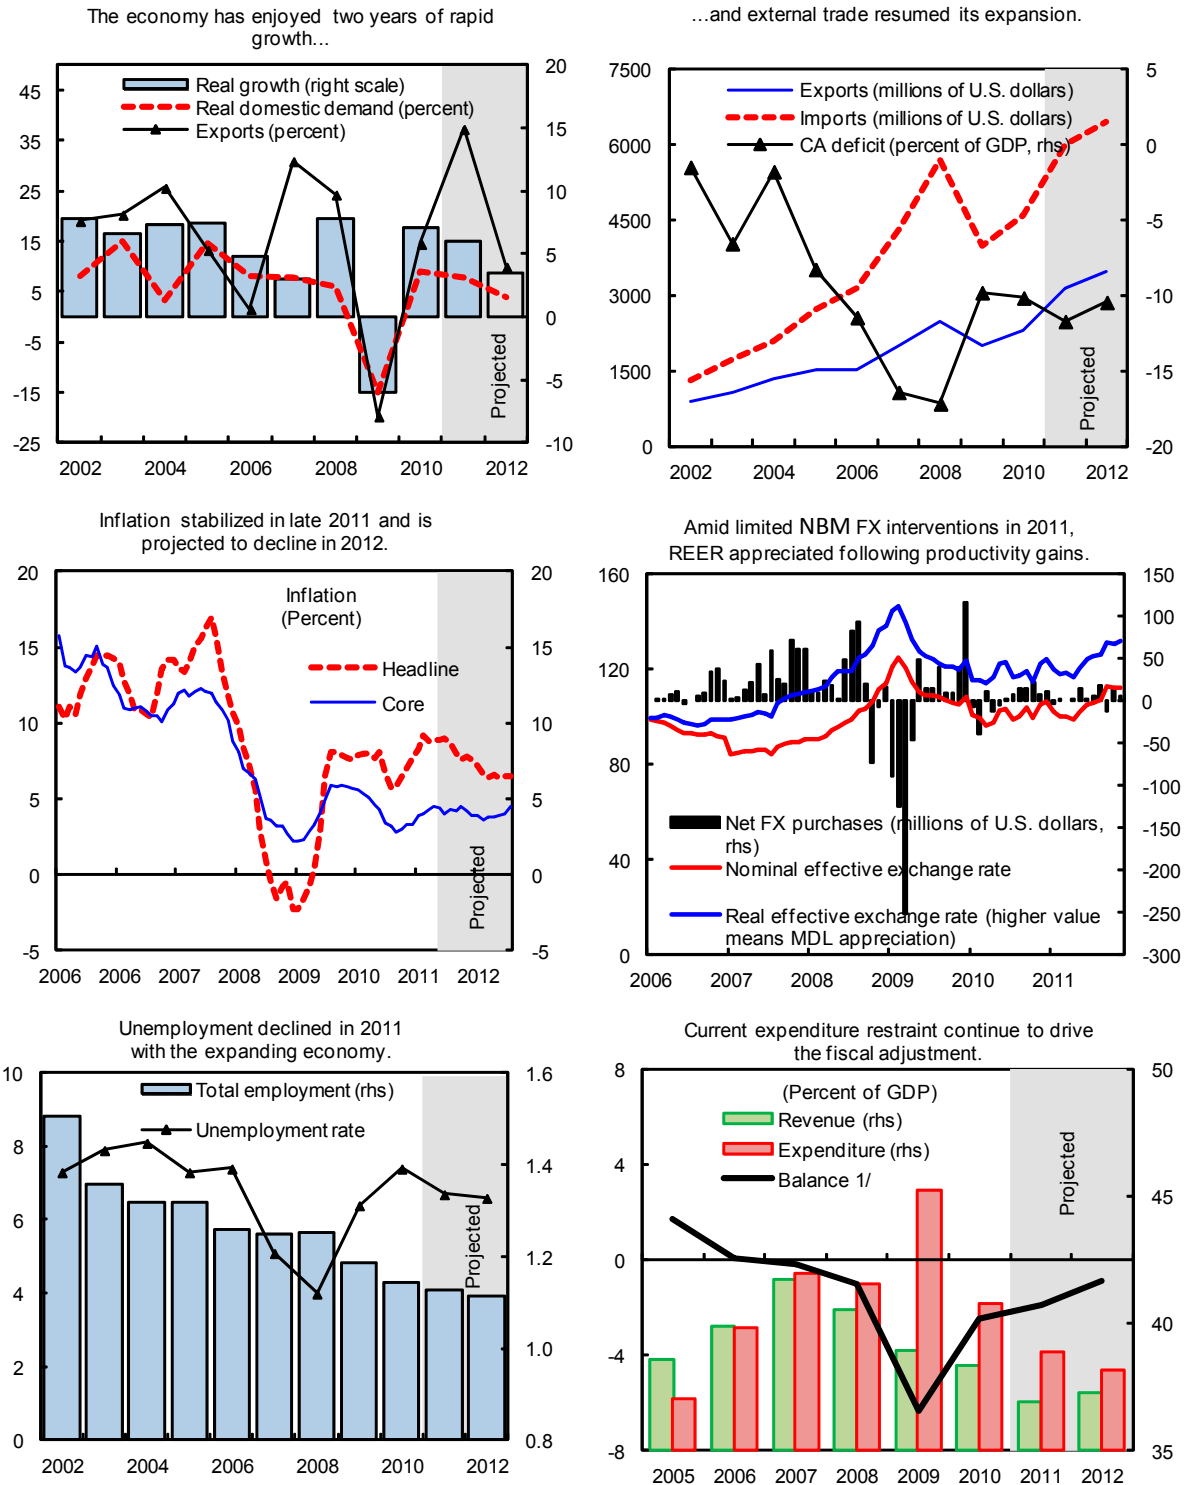 The economy has enjoyed two years of rapid
growth...
Real growth (right scale)
Real domestic demand (percent)
Exports (percent)
45
35
25
15
5
-5
-15
-25
20
15
10
5
0
-5
-10
Projected
2002 2004 2006 2008 2010 2012
...and external trade resumed its expansion.
Exports (millions of U.S. dollars)
Imports (millions of U.S. dollars)
CA deficit (percent of GDP, rhs)
7500
6000
4500
3000
1500
0
5
0
-5
-10
-15
-20
Projected
2002 2004 2006 2008 2010 2012
Inflation stabilized in late 2011 and is
projected to decline in 2012.
Inflation
(Percent)
Headline
Core
20
15
10
5
0
-5
20
15
10
5
0
-5
Projected
2006 2006 2007 2008 2009 2010 2011 2012
Amid limited NBM FX interventions in 2011,
REER appreciated following productivity gains.
160
120
80
40
0
150
100
50
0
-50
-100
-150
-200
-250
-300
Net FX purchases (millions of U.S. dollars,
rhs)
Nominal effective exchange rate
Real effective exchange rate (higher value
means MDL appreciation)
2006 2007 2008 2009 2010 2011
Unemployment declined in 2011
with the expanding economy.
Total employment (rhs)
Unemployment rate
10
8
6
4
2
0
1.6
1.4
1.2
1.0
0.8
Projected
2002 2004 2006 2008 2010 2012
Current expenditure restraint continue to drive
the fiscal adjustment.
(Percent of GDP)
Revenue (rhs)
Expenditure (rhs)
Balance 1/
8
4
0
-4
-8
50
45
40
35
Projected
2005 2006 2007 2008 2009 2010 2011 2012